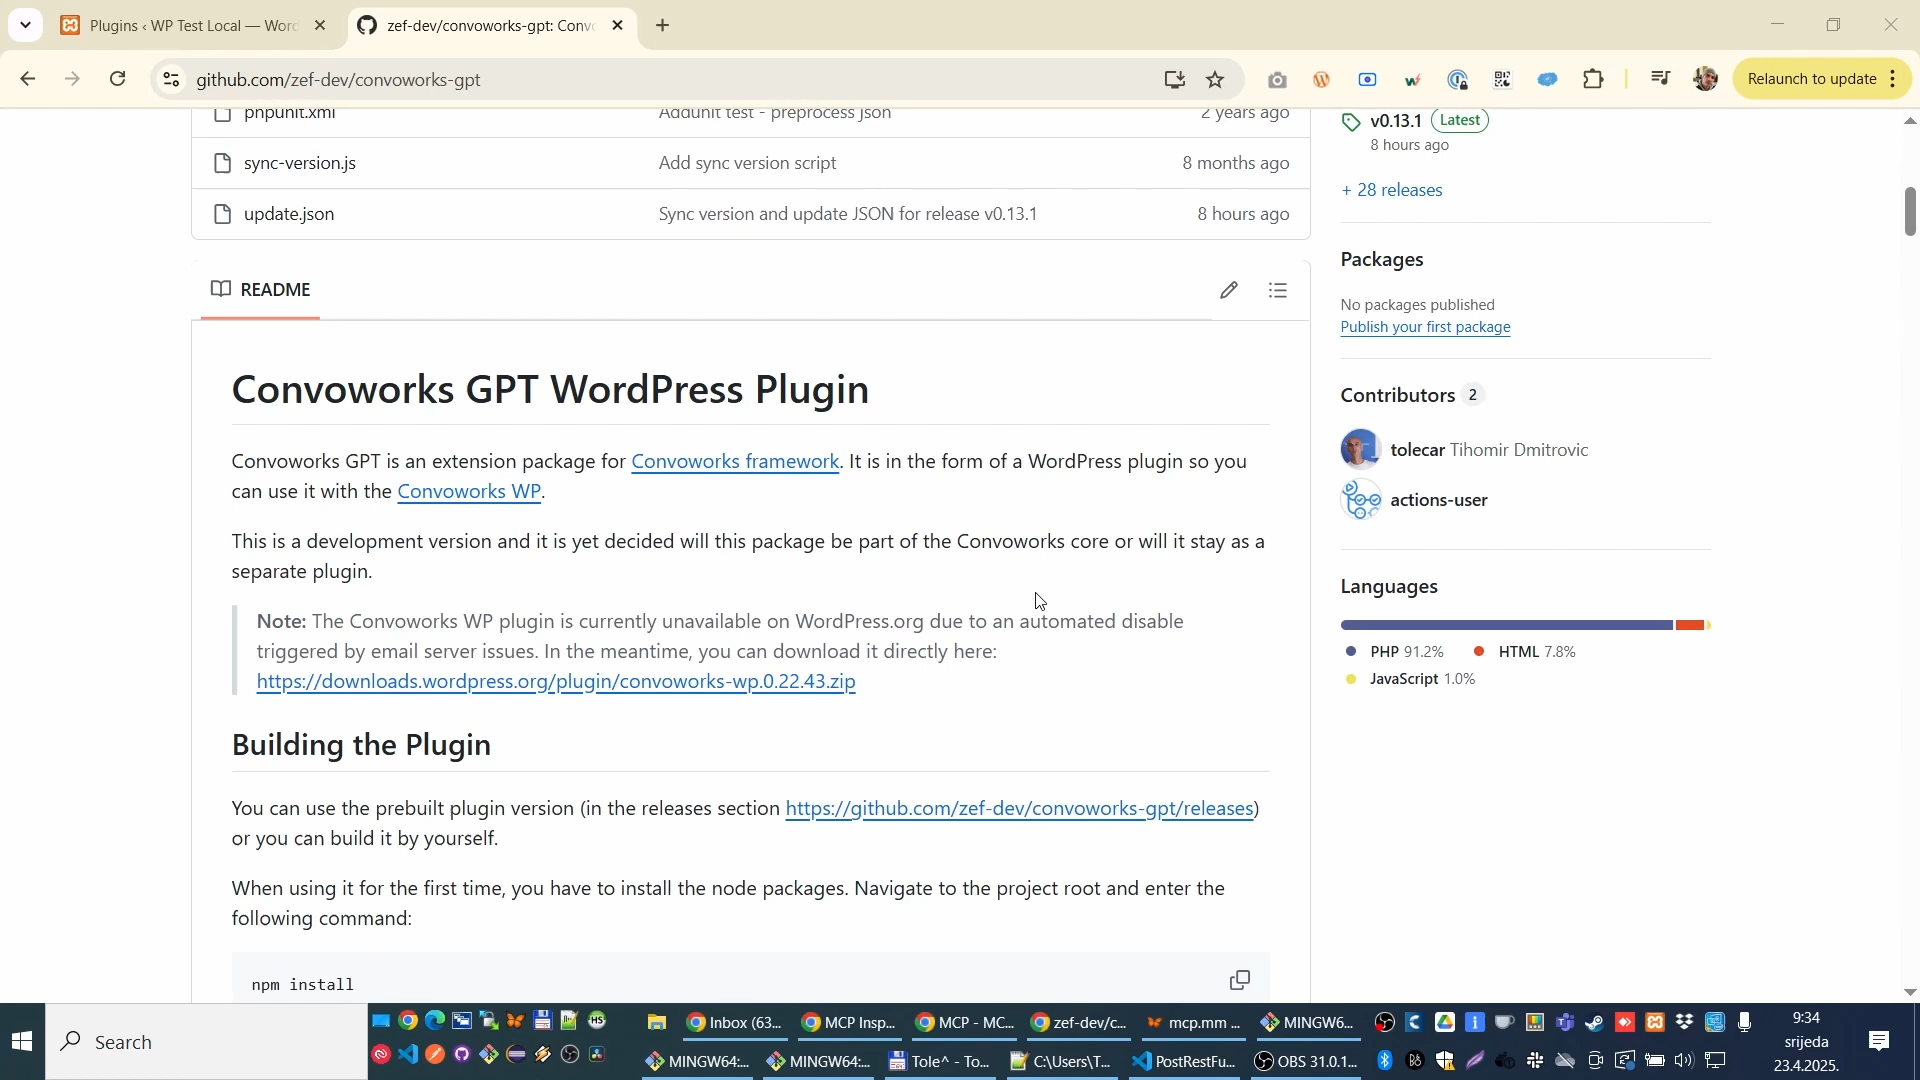 Plugins ‹ WP Test Local — Word
zef-dev/convoworks-gpt: Conv
github.com/zef-dev/convoworks-gpt
Relaunch to update
phpunit.xml
Addunit test - preprocess json
2 years ago
sync-version.js
Add sync version script
8 months ago
update.json
Sync version and update JSON for release v0.13.1
8 hours ago
v0.13.1 Latest
8 hours ago
+ 28 releases
README
Packages
No packages published
Publish your first package
Convoworks GPT WordPress Plugin
Convoworks GPT is an extension package for Convoworks framework. It is in the form of a WordPress plugin so you
can use it with the Convoworks WP.
This is a development version and it is yet decided will this package be part of the Convoworks core or will it stay as a
separate plugin.
Note: The Convoworks WP plugin is currently unavailable on WordPress.org due to an automated disable
triggered by email server issues. In the meantime, you can download it directly here:
https://downloads.wordpress.org/plugin/convoworks-wp.0.22.43.zip
Building the Plugin
You can use the prebuilt plugin version (in the releases section https://github.com/zef-dev/convoworks-gpt/releases)
or you can build it by yourself.
When using it for the first time, you have to install the node packages. Navigate to the project root and enter the
following command:
npm install
Contributors 2
tolecar Tihomir Dmitrovic
actions-user
Languages
PHP 91.2%
HTML 7.8%
JavaScript 1.0%
Search
Inbox (63...
MCP Insp...
MCP - MC...
zef-dev/c...
mcp.mm ...
MINGW6...
MINGW64:...
MINGW64:...
Tole^ - To...
C:\Users\T...
PostRestFu...
OBS 31.0.1...
9:34
srijeda
23.4.2025.